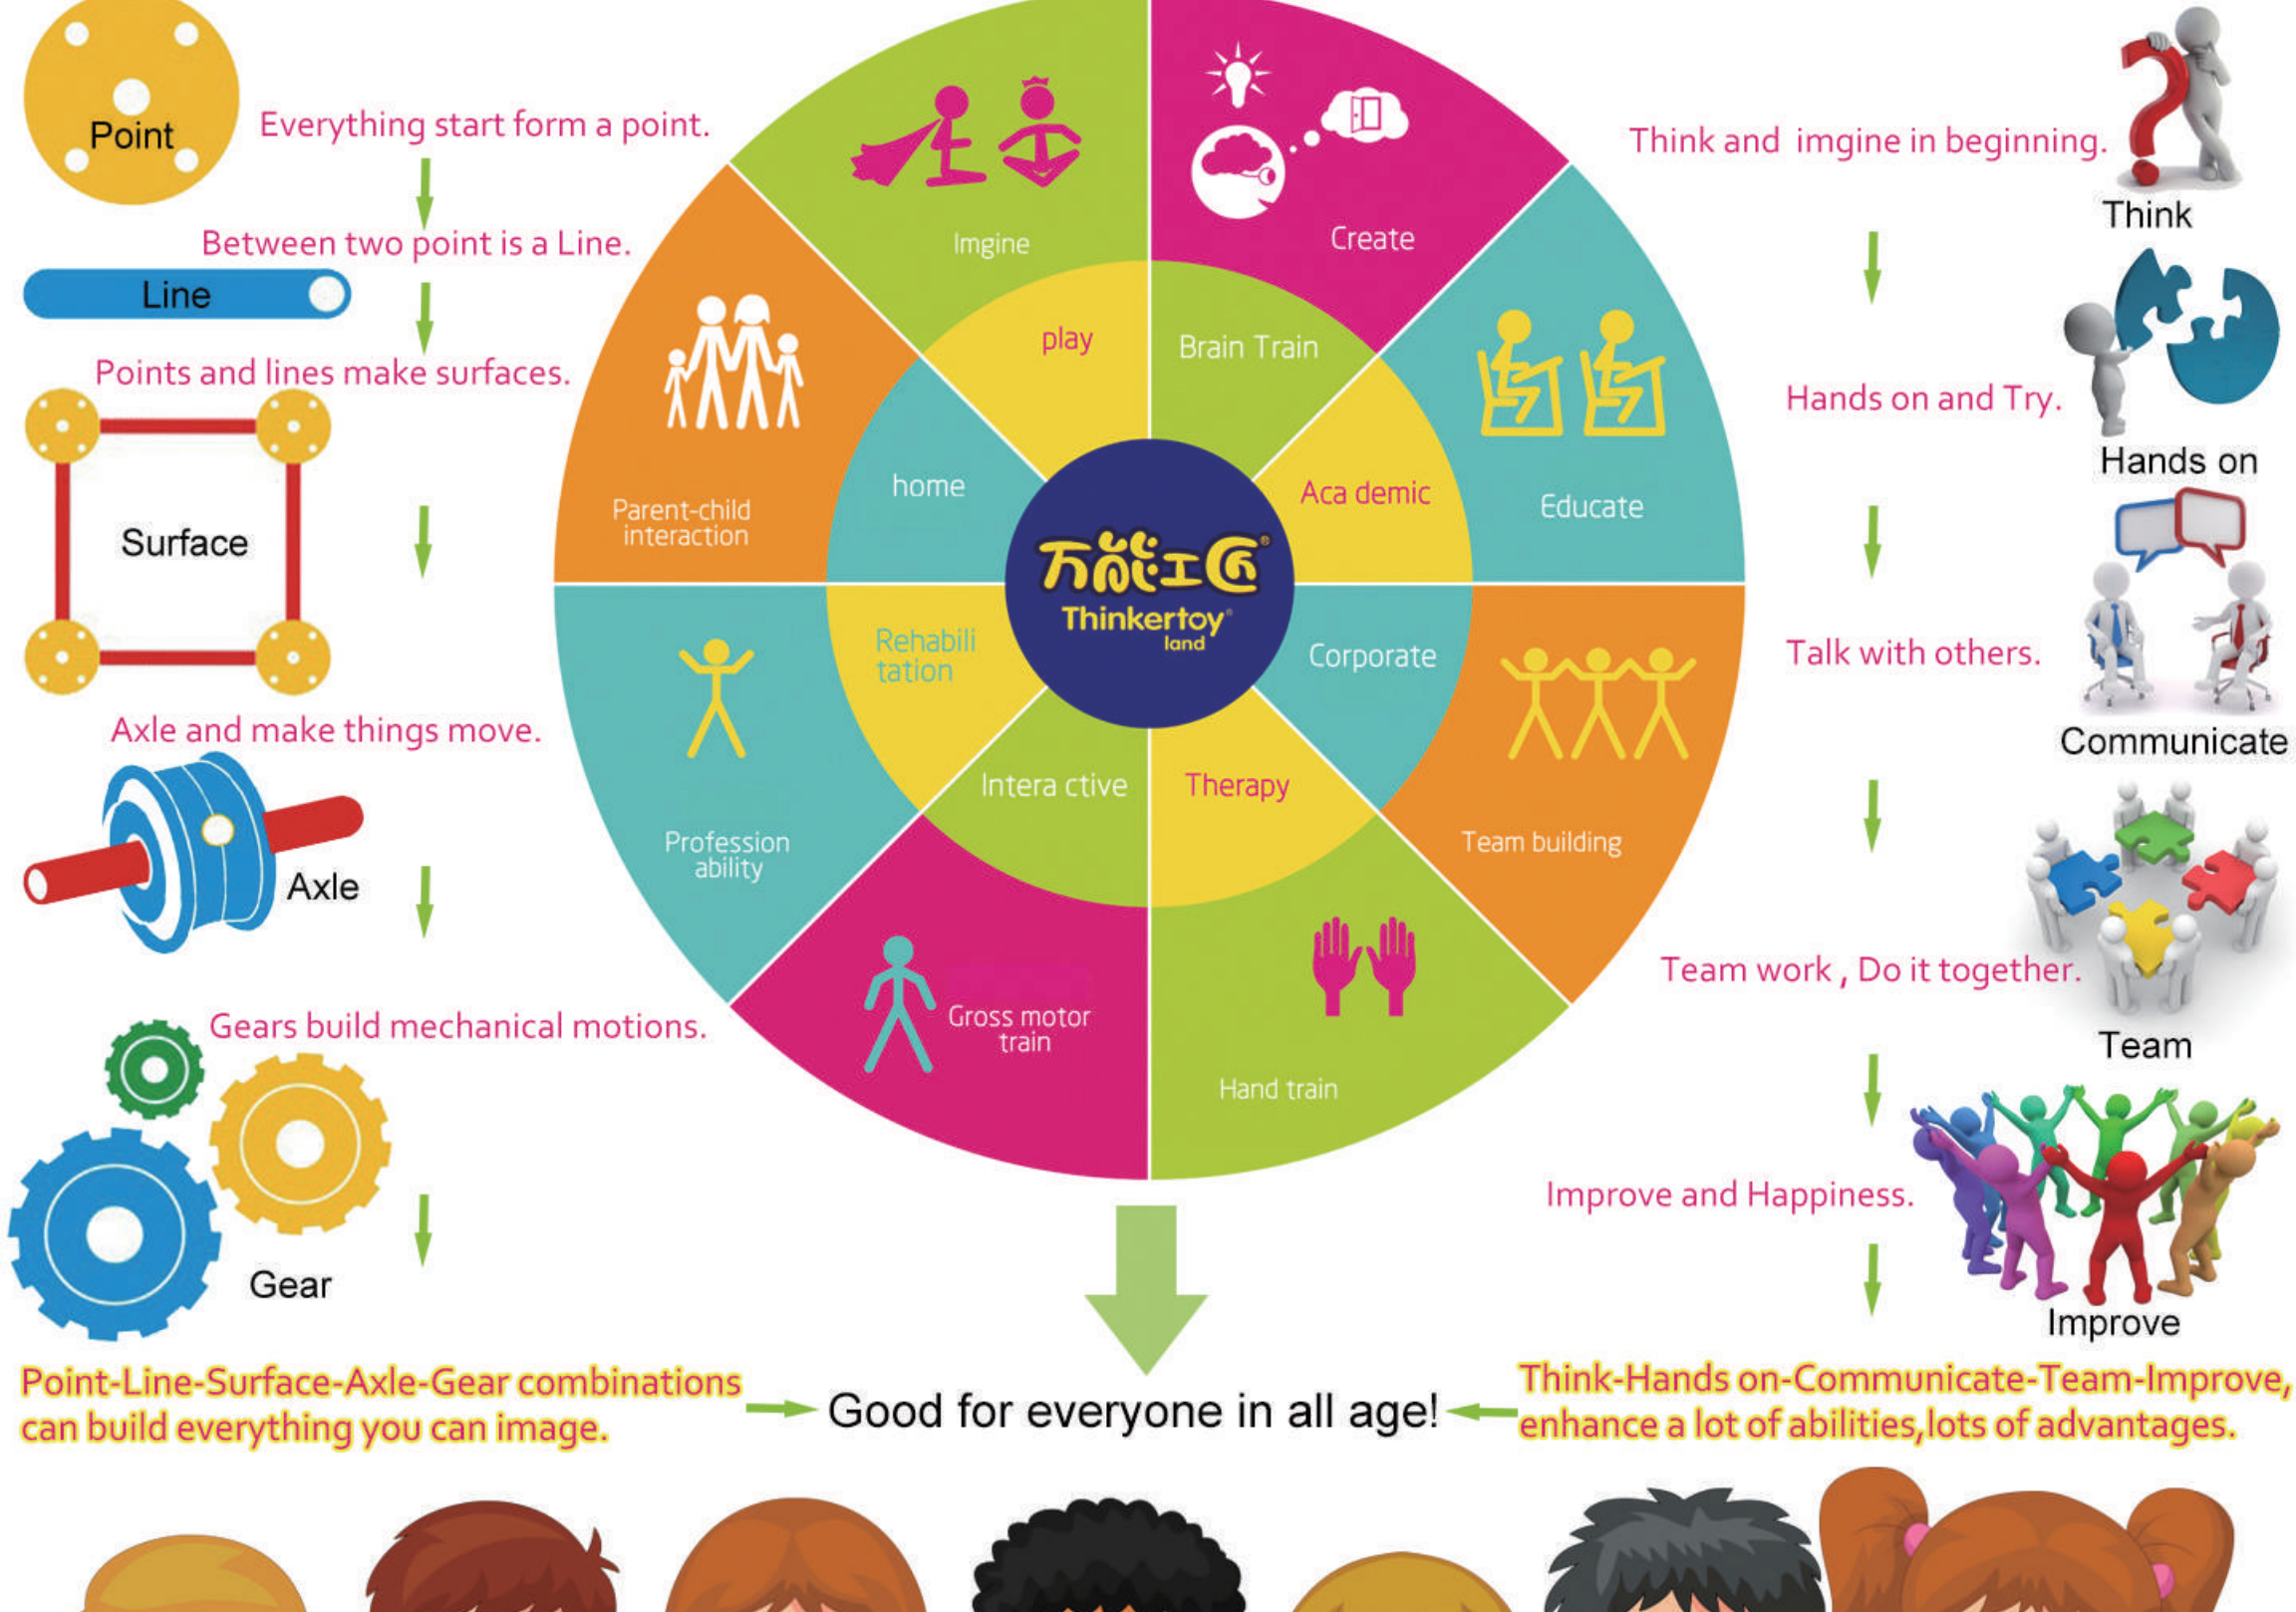 Point
Everything start form a point.
Between two point is a Line.
Line
Points and lines make surfaces.
Surface
Axle and make things move.
Axle
Gears build mechanical motions.
Gear
Point-Line-Surface-Axle-Gear combinations
can build everything you can image.
Imgine
Create
play
Brain Train
Parent-child
interaction
home
Aca demic
Educate
万能工匠®
Thinkertoy®
land
Profession
ability
Rehabili
tation
Corporate
Team building
Intera ctive
Therapy
Gross motor
train
Hand train
Good for everyone in all age!
Think and imgine in beginning.
Think
Hands on and Try.
Hands on
Talk with others.
Communicate
Team work , Do it together.
Team
Improve and Happiness.
Improve
Think-Hands on-Communicate-Team-Improve,
enhance a lot of abilities,lots of advantages.